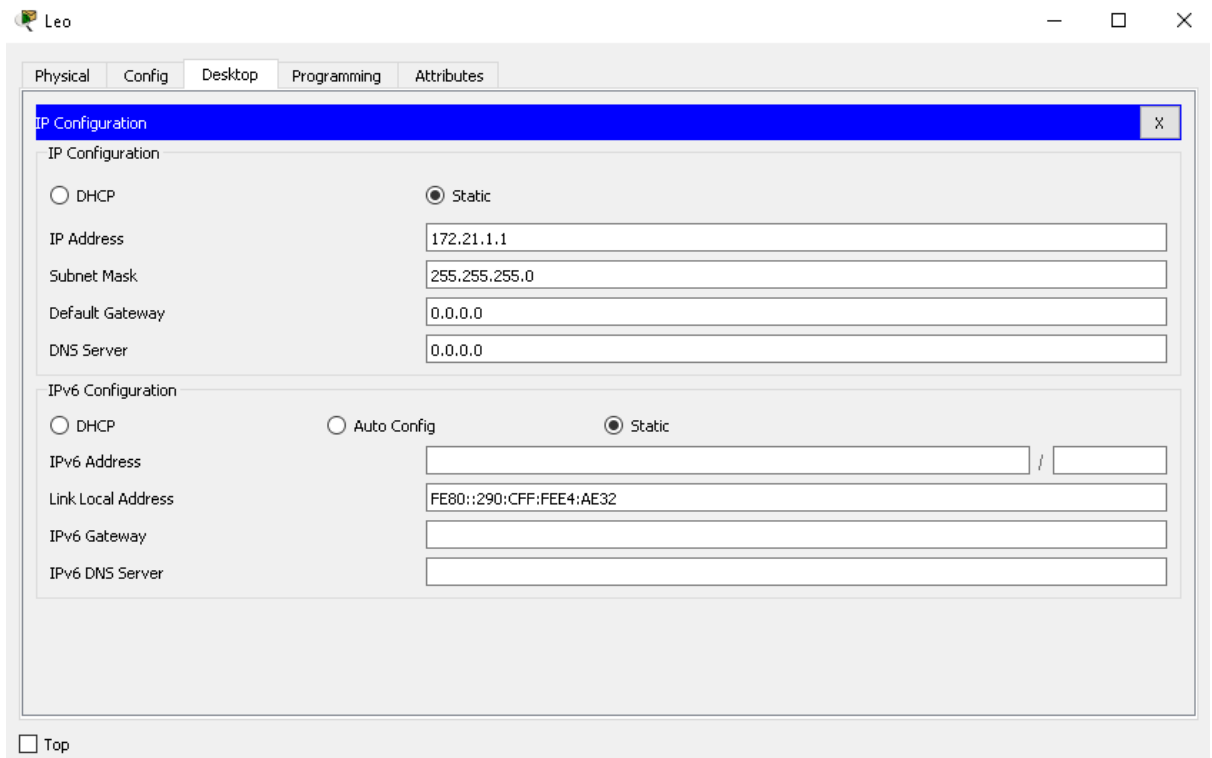 Leo
Physical Config Desktop Programming Attributes
IP Configuration X
IP Configuration
DHCP Static
IP Address 172.21.1.1
Subnet Mask 255.255.255.0
Default Gateway 0.0.0.0
DNS Server 0.0.0.0
IPv6 Configuration
DHCP Auto Config Static
IPv6 Address /
Link Local Address FE80::290:CFF:FEE4:AE32
IPv6 Gateway
IPv6 DNS Server
Top